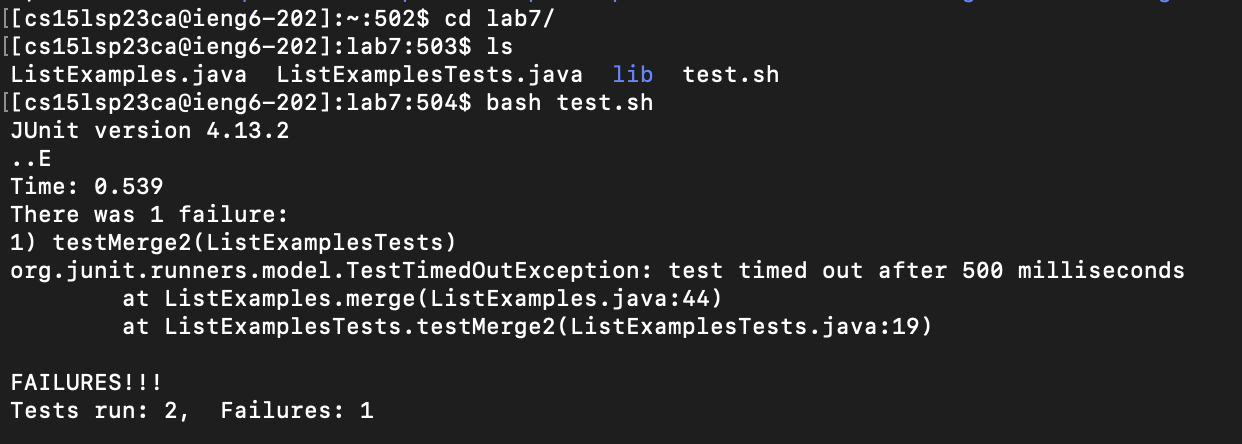 [[cs15lsp23ca@ieng6-202]:~:502$ cd lab7/
[[cs15lsp23ca@ieng6-202]:lab7:503$ ls
ListExamples.java  ListExamplesTests.java  lib  test.sh
[[cs15lsp23ca@ieng6-202]:lab7:504$ bash test.sh
JUnit version 4.13.2
..E
Time: 0.539
There was 1 failure:
1) testMerge2(ListExamplesTests)
org.junit.runners.model.TestTimedOutException: test timed out after 500 milliseconds
        at ListExamples.merge(ListExamples.java:44)
        at ListExamplesTests.testMerge2(ListExamplesTests.java:19)
FAILURES!!!
Tests run: 2,  Failures: 1